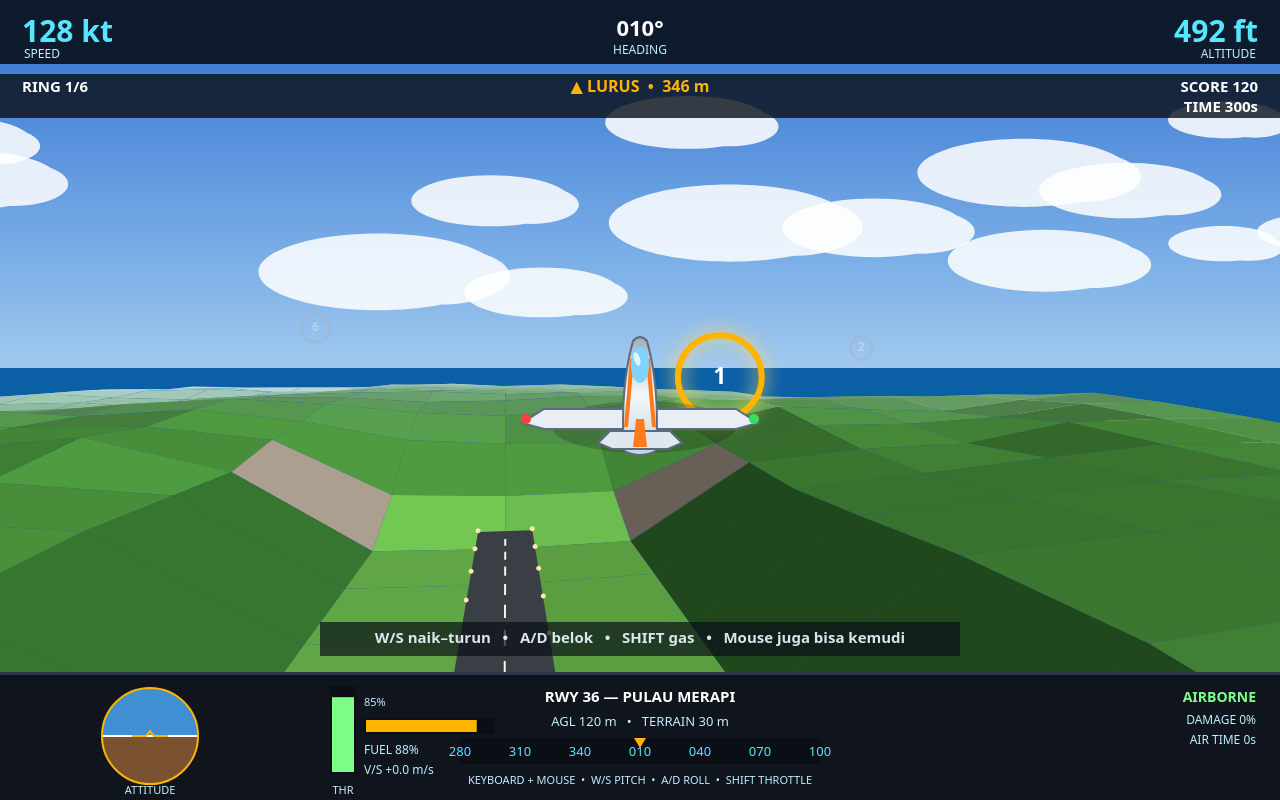 128 kt
SPEED
010°
HEADING
492 ft
ALTITUDE
RING 1/6
▲ LURUS • 346 m
SCORE 120
TIME 300s
6
1
2
W/S naik–turun • A/D belok • SHIFT gas • Mouse juga bisa kemudi
ATTITUDE
85%
FUEL 88%
V/S +0.0 m/s
THR
RWY 36 — PULAU MERAPI
AGL 120 m • TERRAIN 30 m
280 310 340 010 040 070 100
KEYBOARD + MOUSE • W/S PITCH • A/D ROLL • SHIFT THROTTLE
AIRBORNE
DAMAGE 0%
AIR TIME 0s